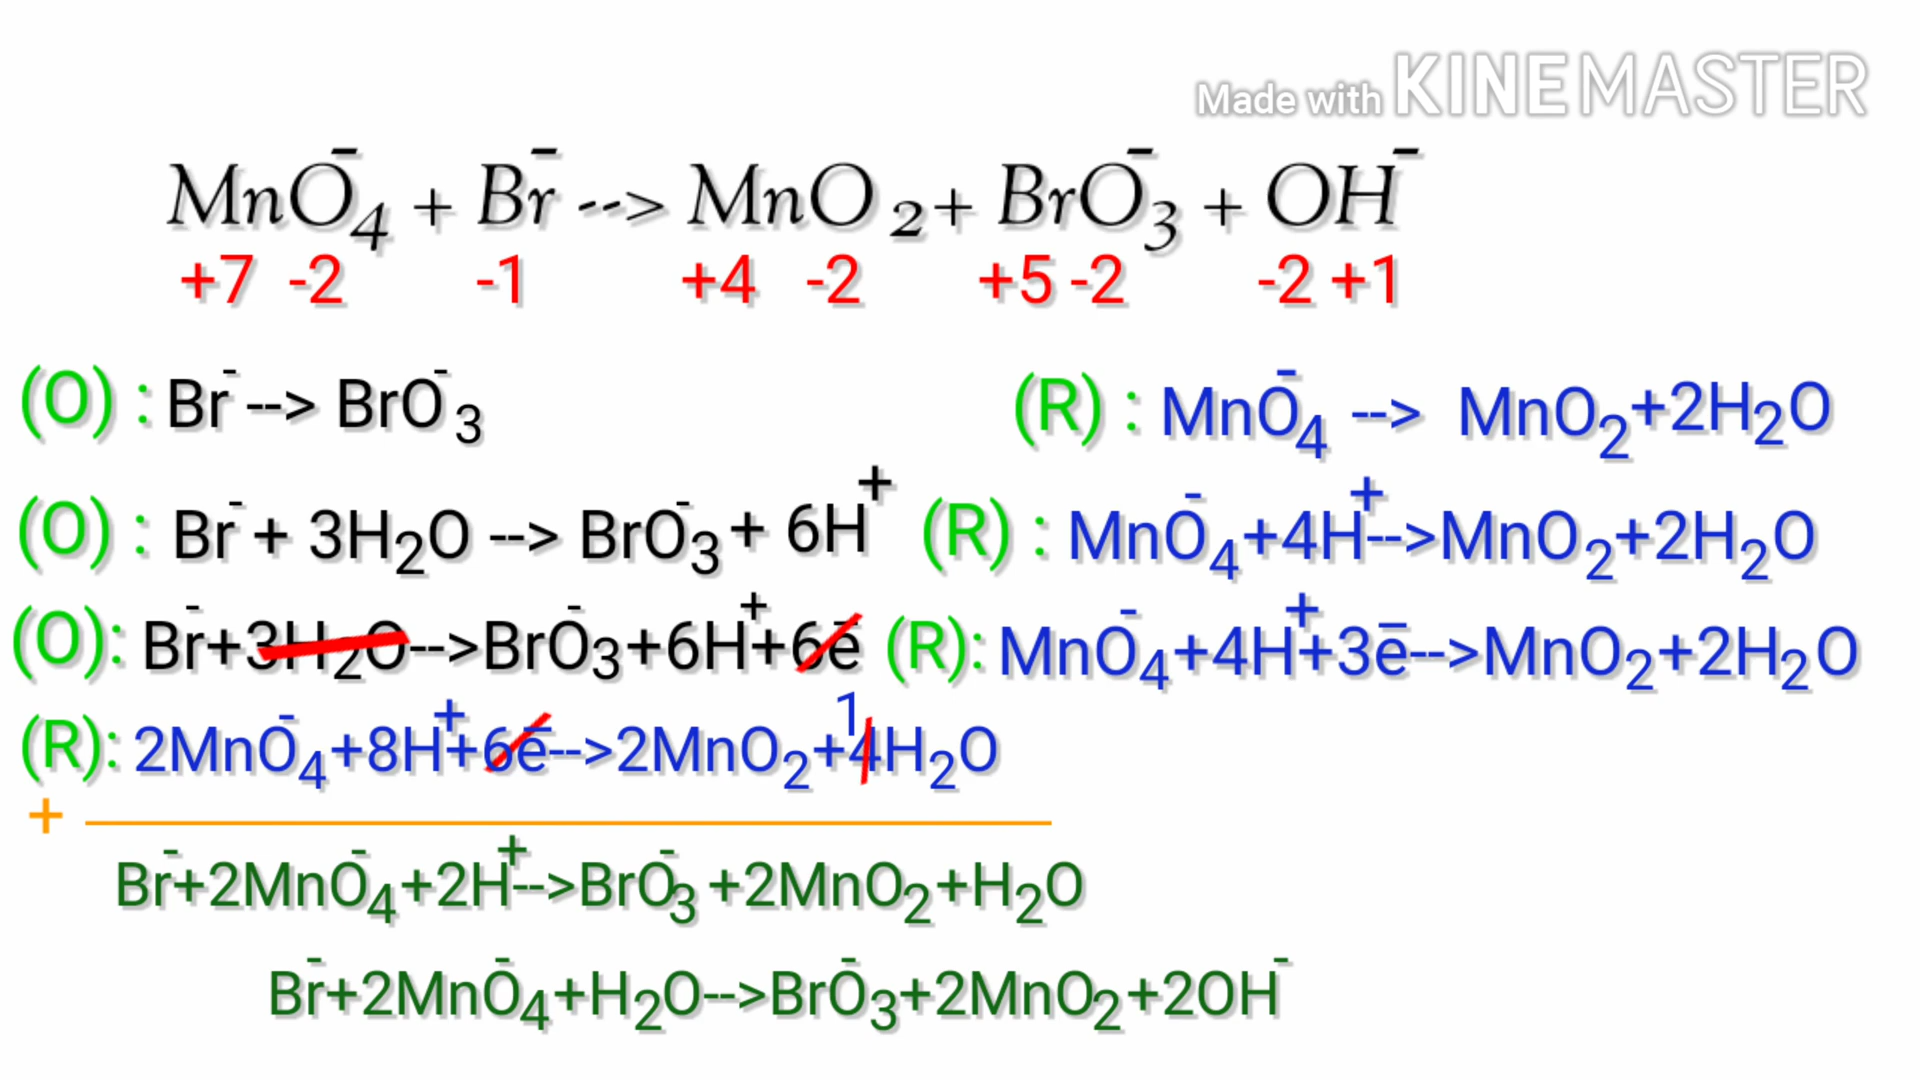 Made with KINEMASTER
MnO₄⁻ + Br⁻ --> MnO₂ + BrO₃⁻ + OH⁻
+7 -2 -1 +4 -2 +5 -2 -2 +1
(O) : Br⁻ --> BrO₃⁻
(R) : MnO₄⁻ --> MnO₂+2H₂O
(O) : Br⁻ + 3H₂O --> BrO₃⁻ + 6H⁺
(R) : MnO₄⁻+4H⁺-->MnO₂+2H₂O
(O): Br⁻+3H₂O-->BrO₃⁻+6H⁺+6ē
(R): MnO₄⁻+4H⁺+3ē-->MnO₂+2H₂O
1
(R): 2MnO₄⁻+8H⁺+6ē-->2MnO₂+4H₂O
+
Br⁻+2MnO₄⁻+2H⁺-->BrO₃⁻+2MnO₂+H₂O
Br⁻+2MnO₄⁻+H₂O-->BrO₃⁻+2MnO₂+2OH⁻